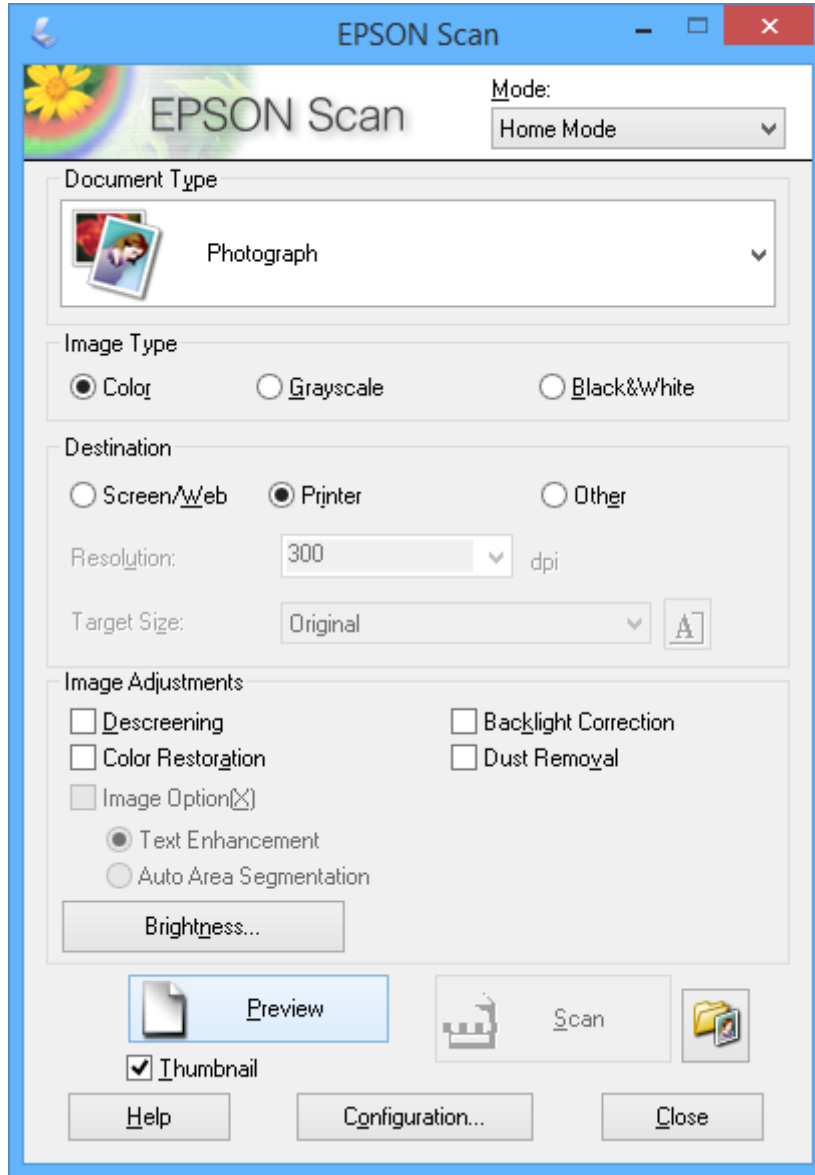 EPSON Scan
EPSON Scan
Mode:
Home Mode
Document Type
Photograph
Image Type
Color Grayscale Black&White
Destination
Screen/Web Printer Other
Resolution: 300 dpi
Target Size: Original A
Image Adjustments
Descreening Backlight Correction
Color Restoration Dust Removal
Image Option(X)
Text Enhancement
Auto Area Segmentation
Brightness...
Preview Scan
Thumbnail
Help Configuration... Close